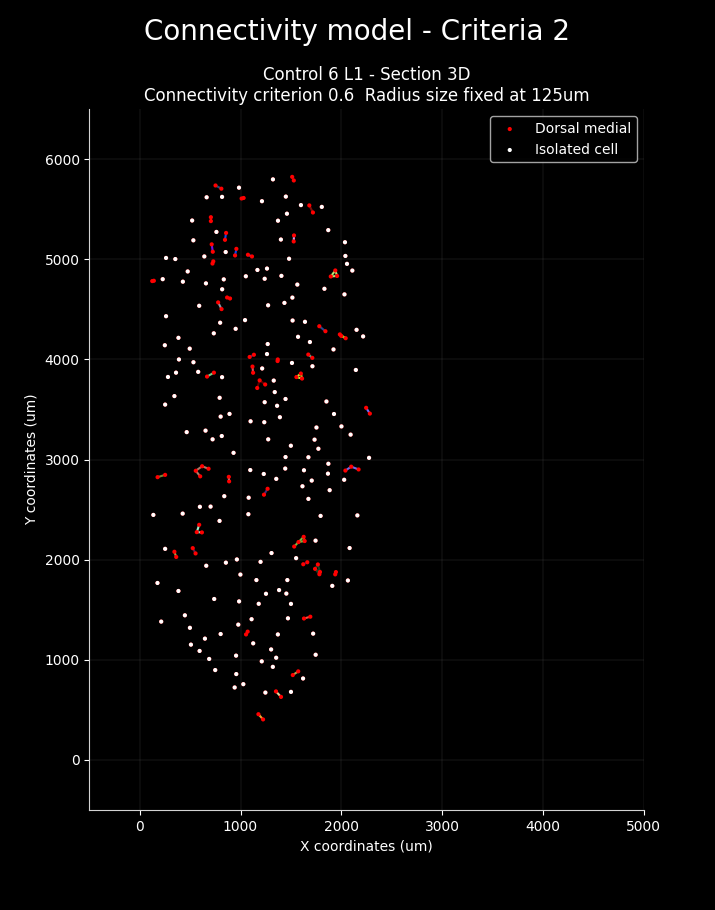 Connectivity model - Criteria 2
Control 6 L1 - Section 3D
Connectivity criterion 0.6  Radius size fixed at 125um
Dorsal medial
Isolated cell
6000
5000
4000
3000
2000
1000
0
Y coordinates (um)
0
1000
2000
3000
4000
5000
X coordinates (um)